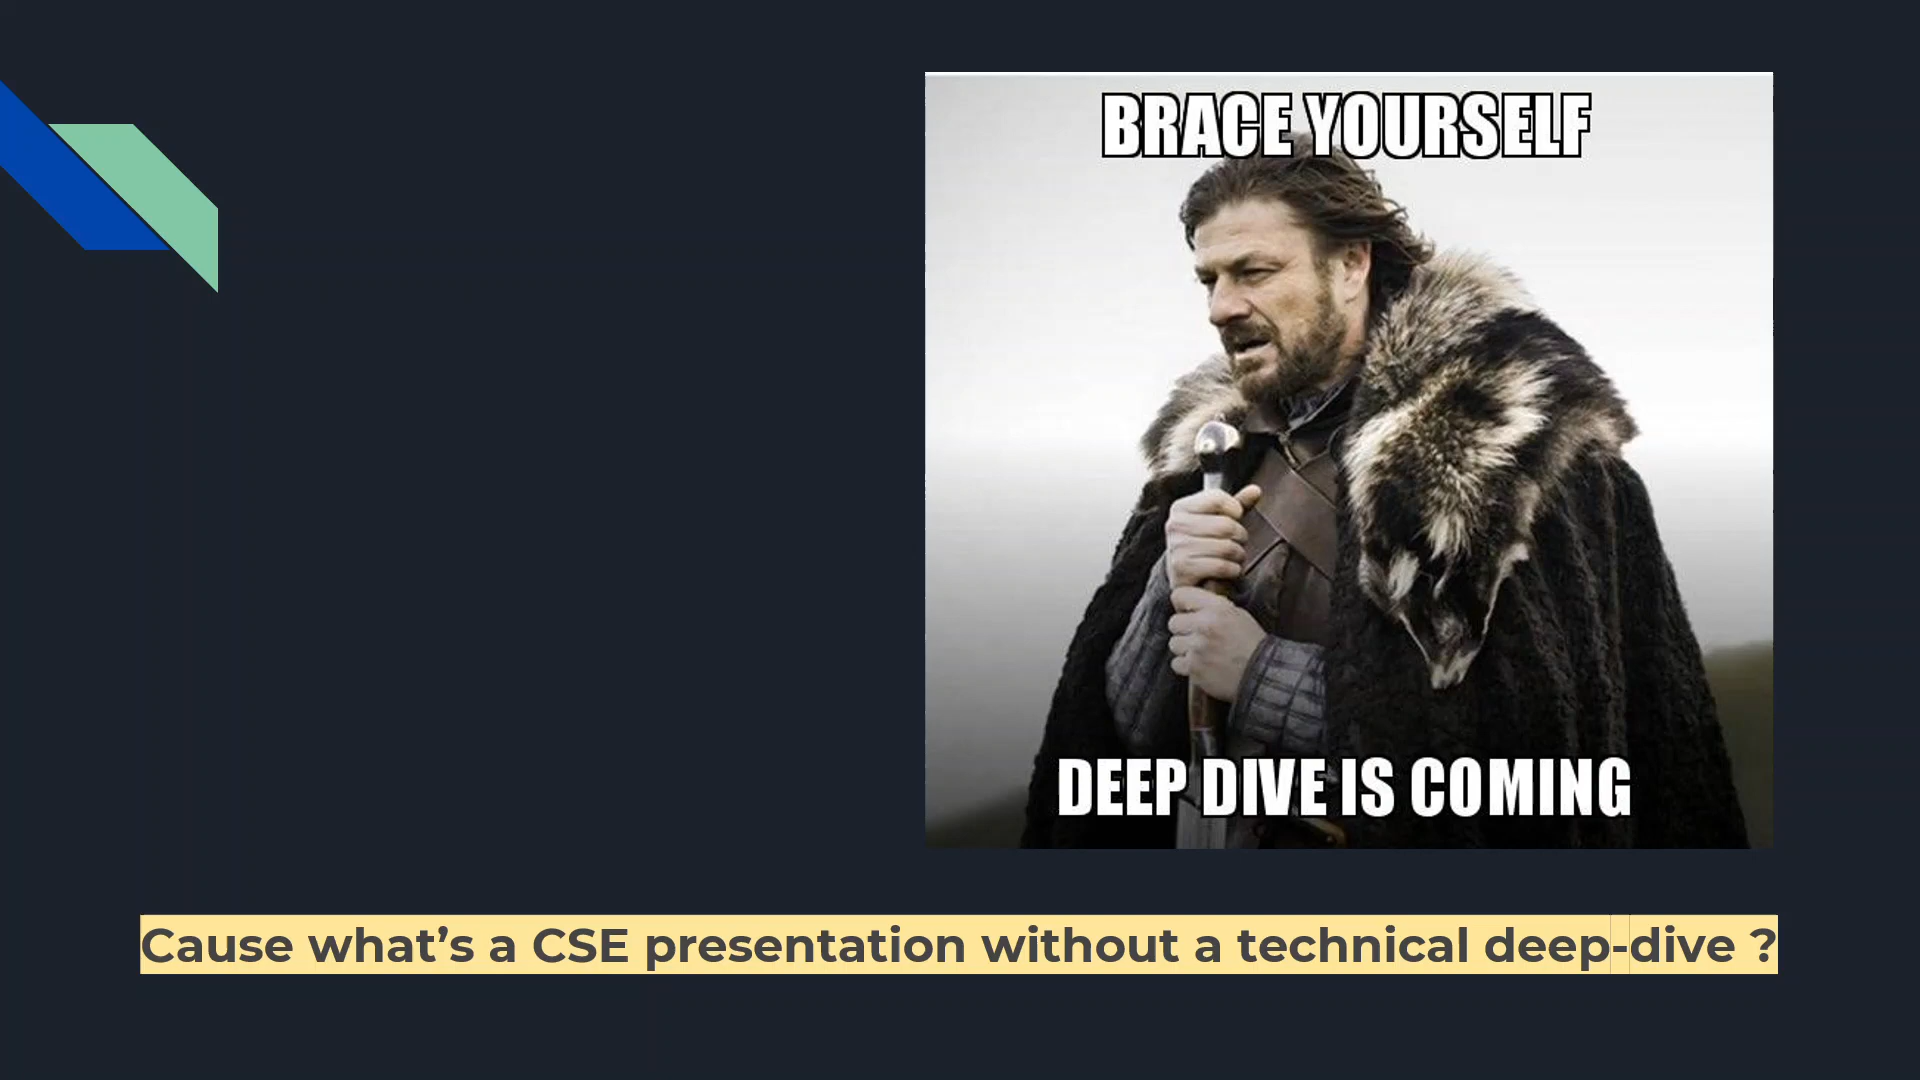 BRACE YOURSELF
DEEP DIVE IS COMING
Cause what’s a CSE presentation without a technical deep-dive ?